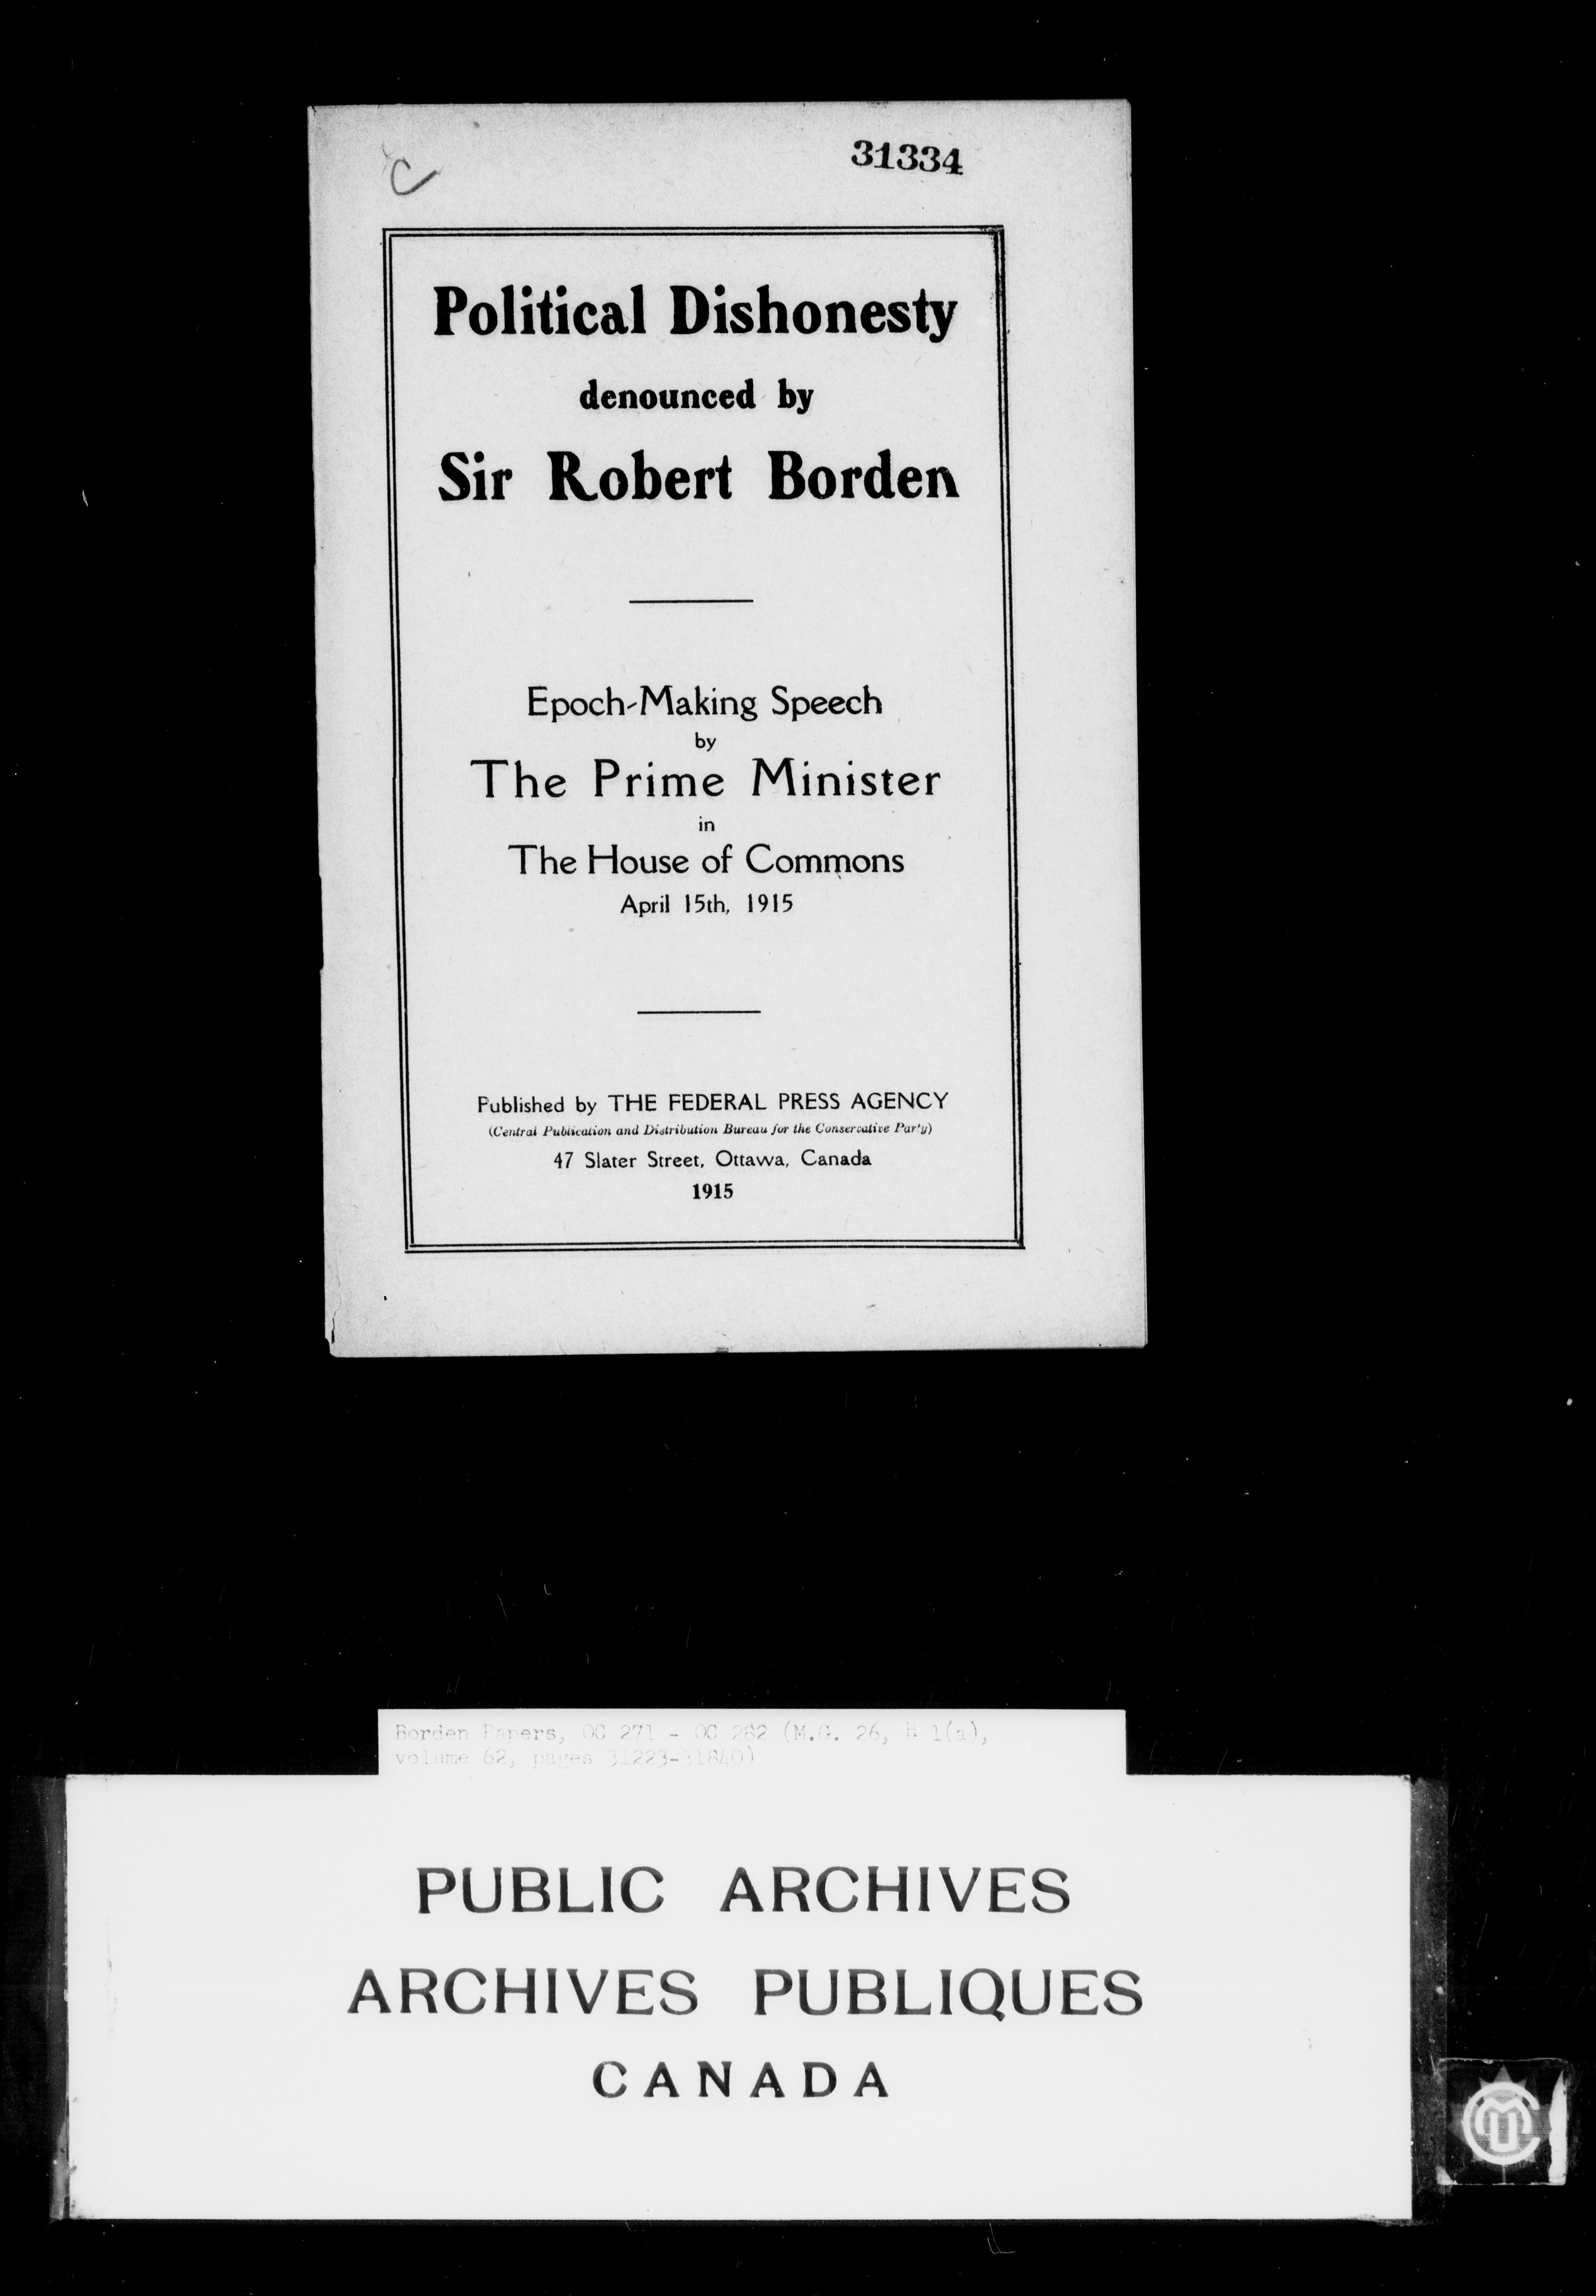 C
31334
Political Dishonesty
denounced by
Sir Robert Borden
Epoch-Making Speech
by
The Prime Minister
in
The House of Commons
April 15th, 1915
Published by THE FEDERAL PRESS AGENCY
(Central Publication and Distribution Bureau for the Conservative Party)
47 Slater Street, Ottawa, Canada
1915
Borden Papers, OC 271 - OC 282 (M.G. 26, H 1(a),
volume 62, pages 31223-31840)
PUBLIC ARCHIVES
ARCHIVES PUBLIQUES
CANADA